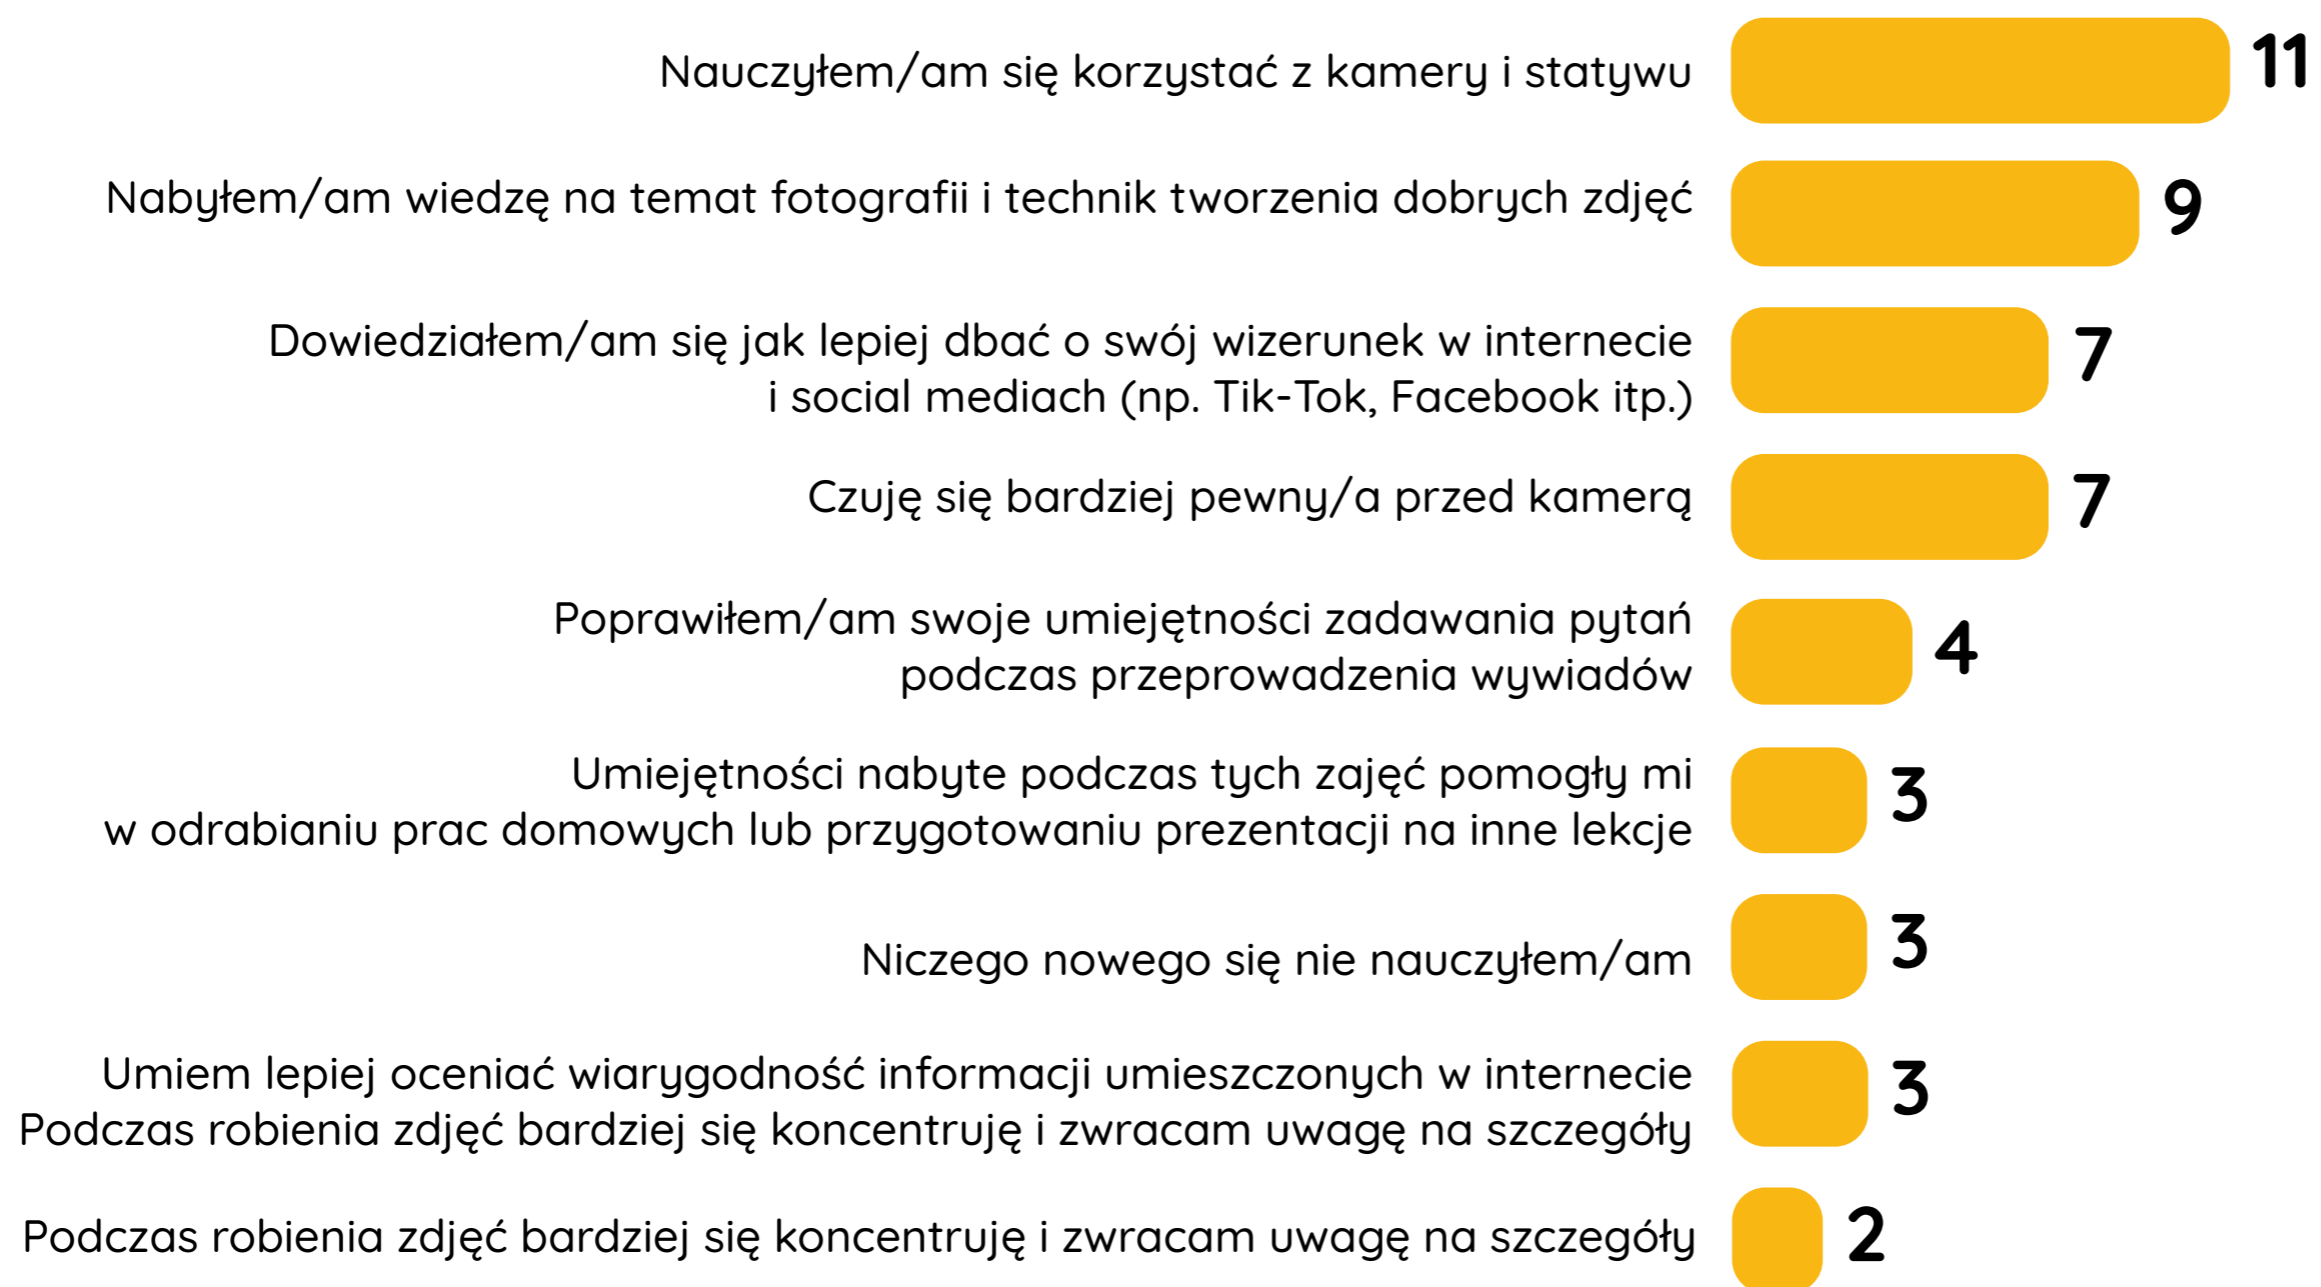 Nauczyłem/am się korzystać z kamery i statywu
11
Nabyłem/am wiedzę na temat fotografii i technik tworzenia dobrych zdjęć
9
Dowiedziałem/am się jak lepiej dbać o swój wizerunek w internecie
i social mediach (np. Tik-Tok, Facebook itp.)
7
Czuję się bardziej pewny/a przed kamerą
7
Poprawiłem/am swoje umiejętności zadawania pytań
podczas przeprowadzenia wywiadów
4
Umiejętności nabyte podczas tych zajęć pomogły mi
w odrabianiu prac domowych lub przygotowaniu prezentacji na inne lekcje
3
Niczego nowego się nie nauczyłem/am
3
Umiem lepiej oceniać wiarygodność informacji umieszczonych w internecie
Podczas robienia zdjęć bardziej się koncentruję i zwracam uwagę na szczegóły
3
Podczas robienia zdjęć bardziej się koncentruję i zwracam uwagę na szczegóły
2